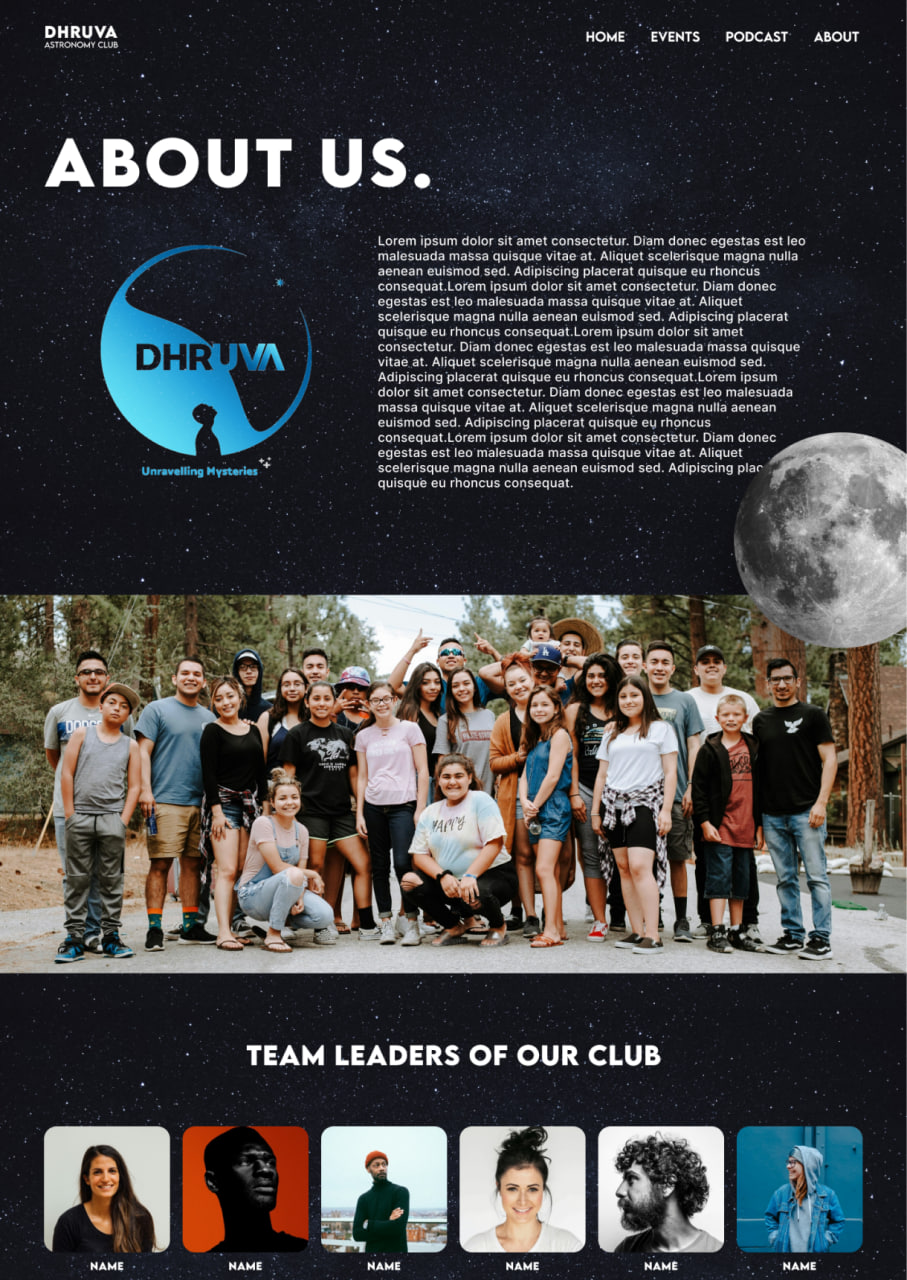 DHRUVA
ASTRONOMY CLUB
HOME EVENTS PODCAST ABOUT
ABOUT US.
DHRUVA
Unravelling Mysteries
Lorem ipsum dolor sit amet consectetur. Diam donec egestas est leo
malesuada massa quisque vitae at. Aliquet scelerisque magna nulla
aenean euismod sed. Adipiscing placerat quisque eu rhoncus
consequat.Lorem ipsum dolor sit amet consectetur. Diam donec
egestas est leo malesuada massa quisque vitae at. Aliquet
scelerisque magna nulla aenean euismod sed. Adipiscing placerat
quisque eu rhoncus consequat.Lorem ipsum dolor sit amet
consectetur. Diam donec egestas est leo malesuada massa quisque
vitae at. Aliquet scelerisque magna nulla aenean euismod sed.
Adipiscing placerat quisque eu rhoncus consequat.Lorem ipsum
dolor sit amet consectetur. Diam donec egestas est leo malesuada
massa quisque vitae at. Aliquet scelerisque magna nulla aenean
euismod sed. Adipiscing placerat quisque eu rhoncus
consequat.Lorem ipsum dolor sit amet consectetur. Diam donec
egestas est leo malesuada massa quisque vitae at. Aliquet
scelerisque magna nulla aenean euismod sed. Adipiscing plac
quisque eu rhoncus consequat.
HAPPY
TEAM LEADERS OF OUR CLUB
NAME NAME NAME NAME NAME NAME